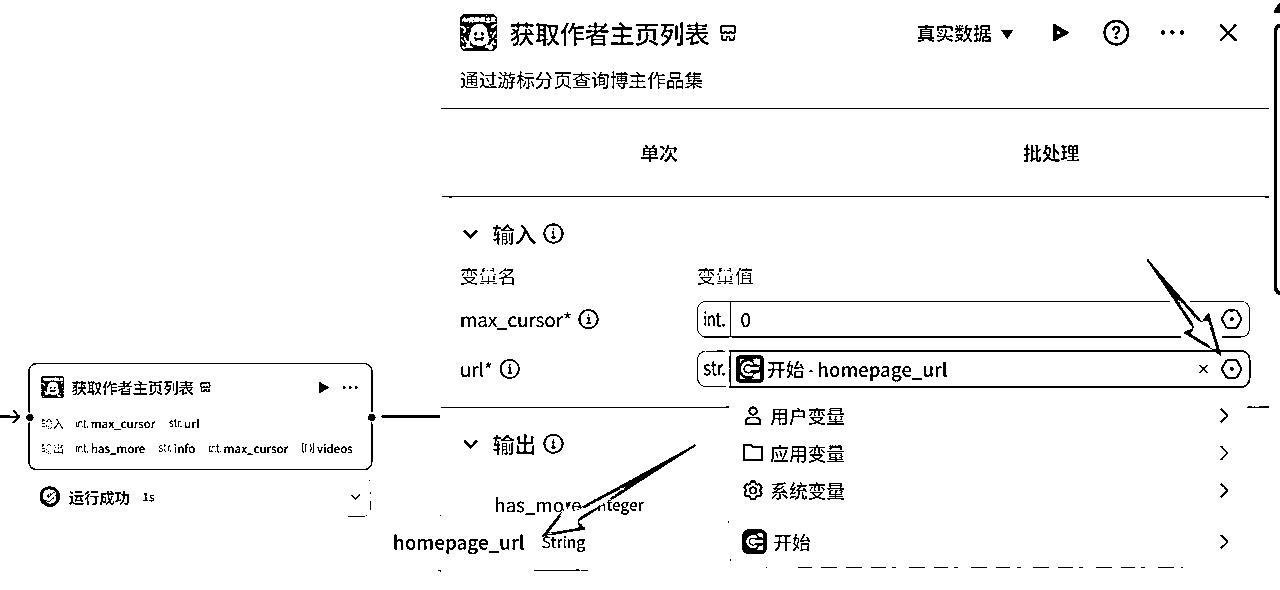 获取作者主页列表
真实数据
通过游标分页查询博主作品集
单次
批处理
输入
变量名
变量值
max_cursor*
int.
0
url*
str.
开始 · homepage_url
获取作者主页列表
输入 int.max_cursor str.url
输出 int.has_more str.info int.max_cursor [/]videos
运行成功 1s
输出
has_more
homepage_url String
用户变量
应用变量
系统变量
开始